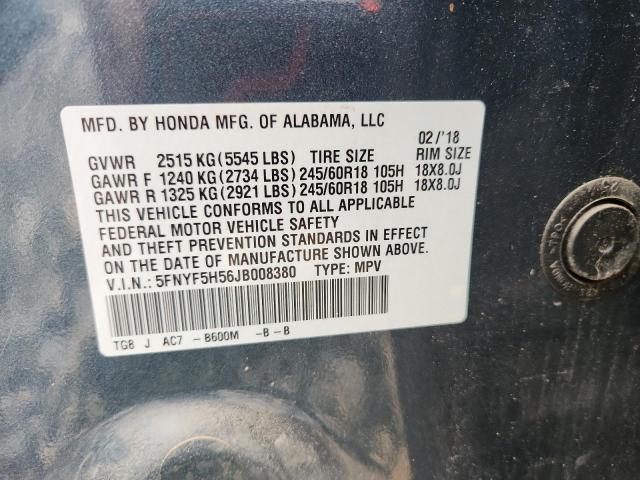 MFD. BY HONDA MFG. OF ALABAMA, LLC
02/'18
GVWR 2515 KG (5545 LBS) TIRE SIZE RIM SIZE
GAWR F 1240 KG (2734 LBS) 245/60R18 105H 18X8.0J
GAWR R 1325 KG (2921 LBS) 245/60R18 105H 18X8.0J
THIS VEHICLE CONFORMS TO ALL APPLICABLE
FEDERAL MOTOR VEHICLE SAFETY
AND THEFT PREVENTION STANDARDS IN EFFECT
ON THE DATE OF MANUFACTURE SHOWN ABOVE.
V.I.N.: 5FNYF5H56JB008380 TYPE: MPV
TG8 J AC7 -B600M -B-B